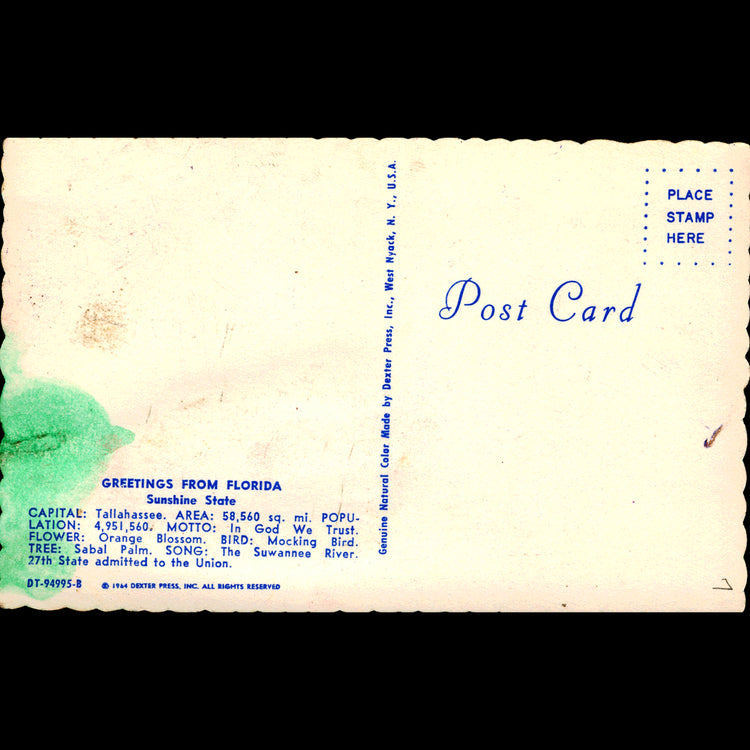 GREETINGS FROM FLORIDA
Sunshine State
CAPITAL: Tallahassee. AREA: 58,560 sq. mi. POPU-
LATION: 4,951,560. MOTTO: In God We Trust.
FLOWER: Orange Blossom. BIRD: Mocking Bird.
TREE: Sabal Palm. SONG: The Suwannee River.
27th State admitted to the Union.
DT-94995-B © 1964 DEXTER PRESS, INC. ALL RIGHTS RESERVED
Genuine Natural Color Made by Dexter Press, Inc., West Nyack, N. Y., U.S.A.
PLACE
STAMP
HERE
Post Card